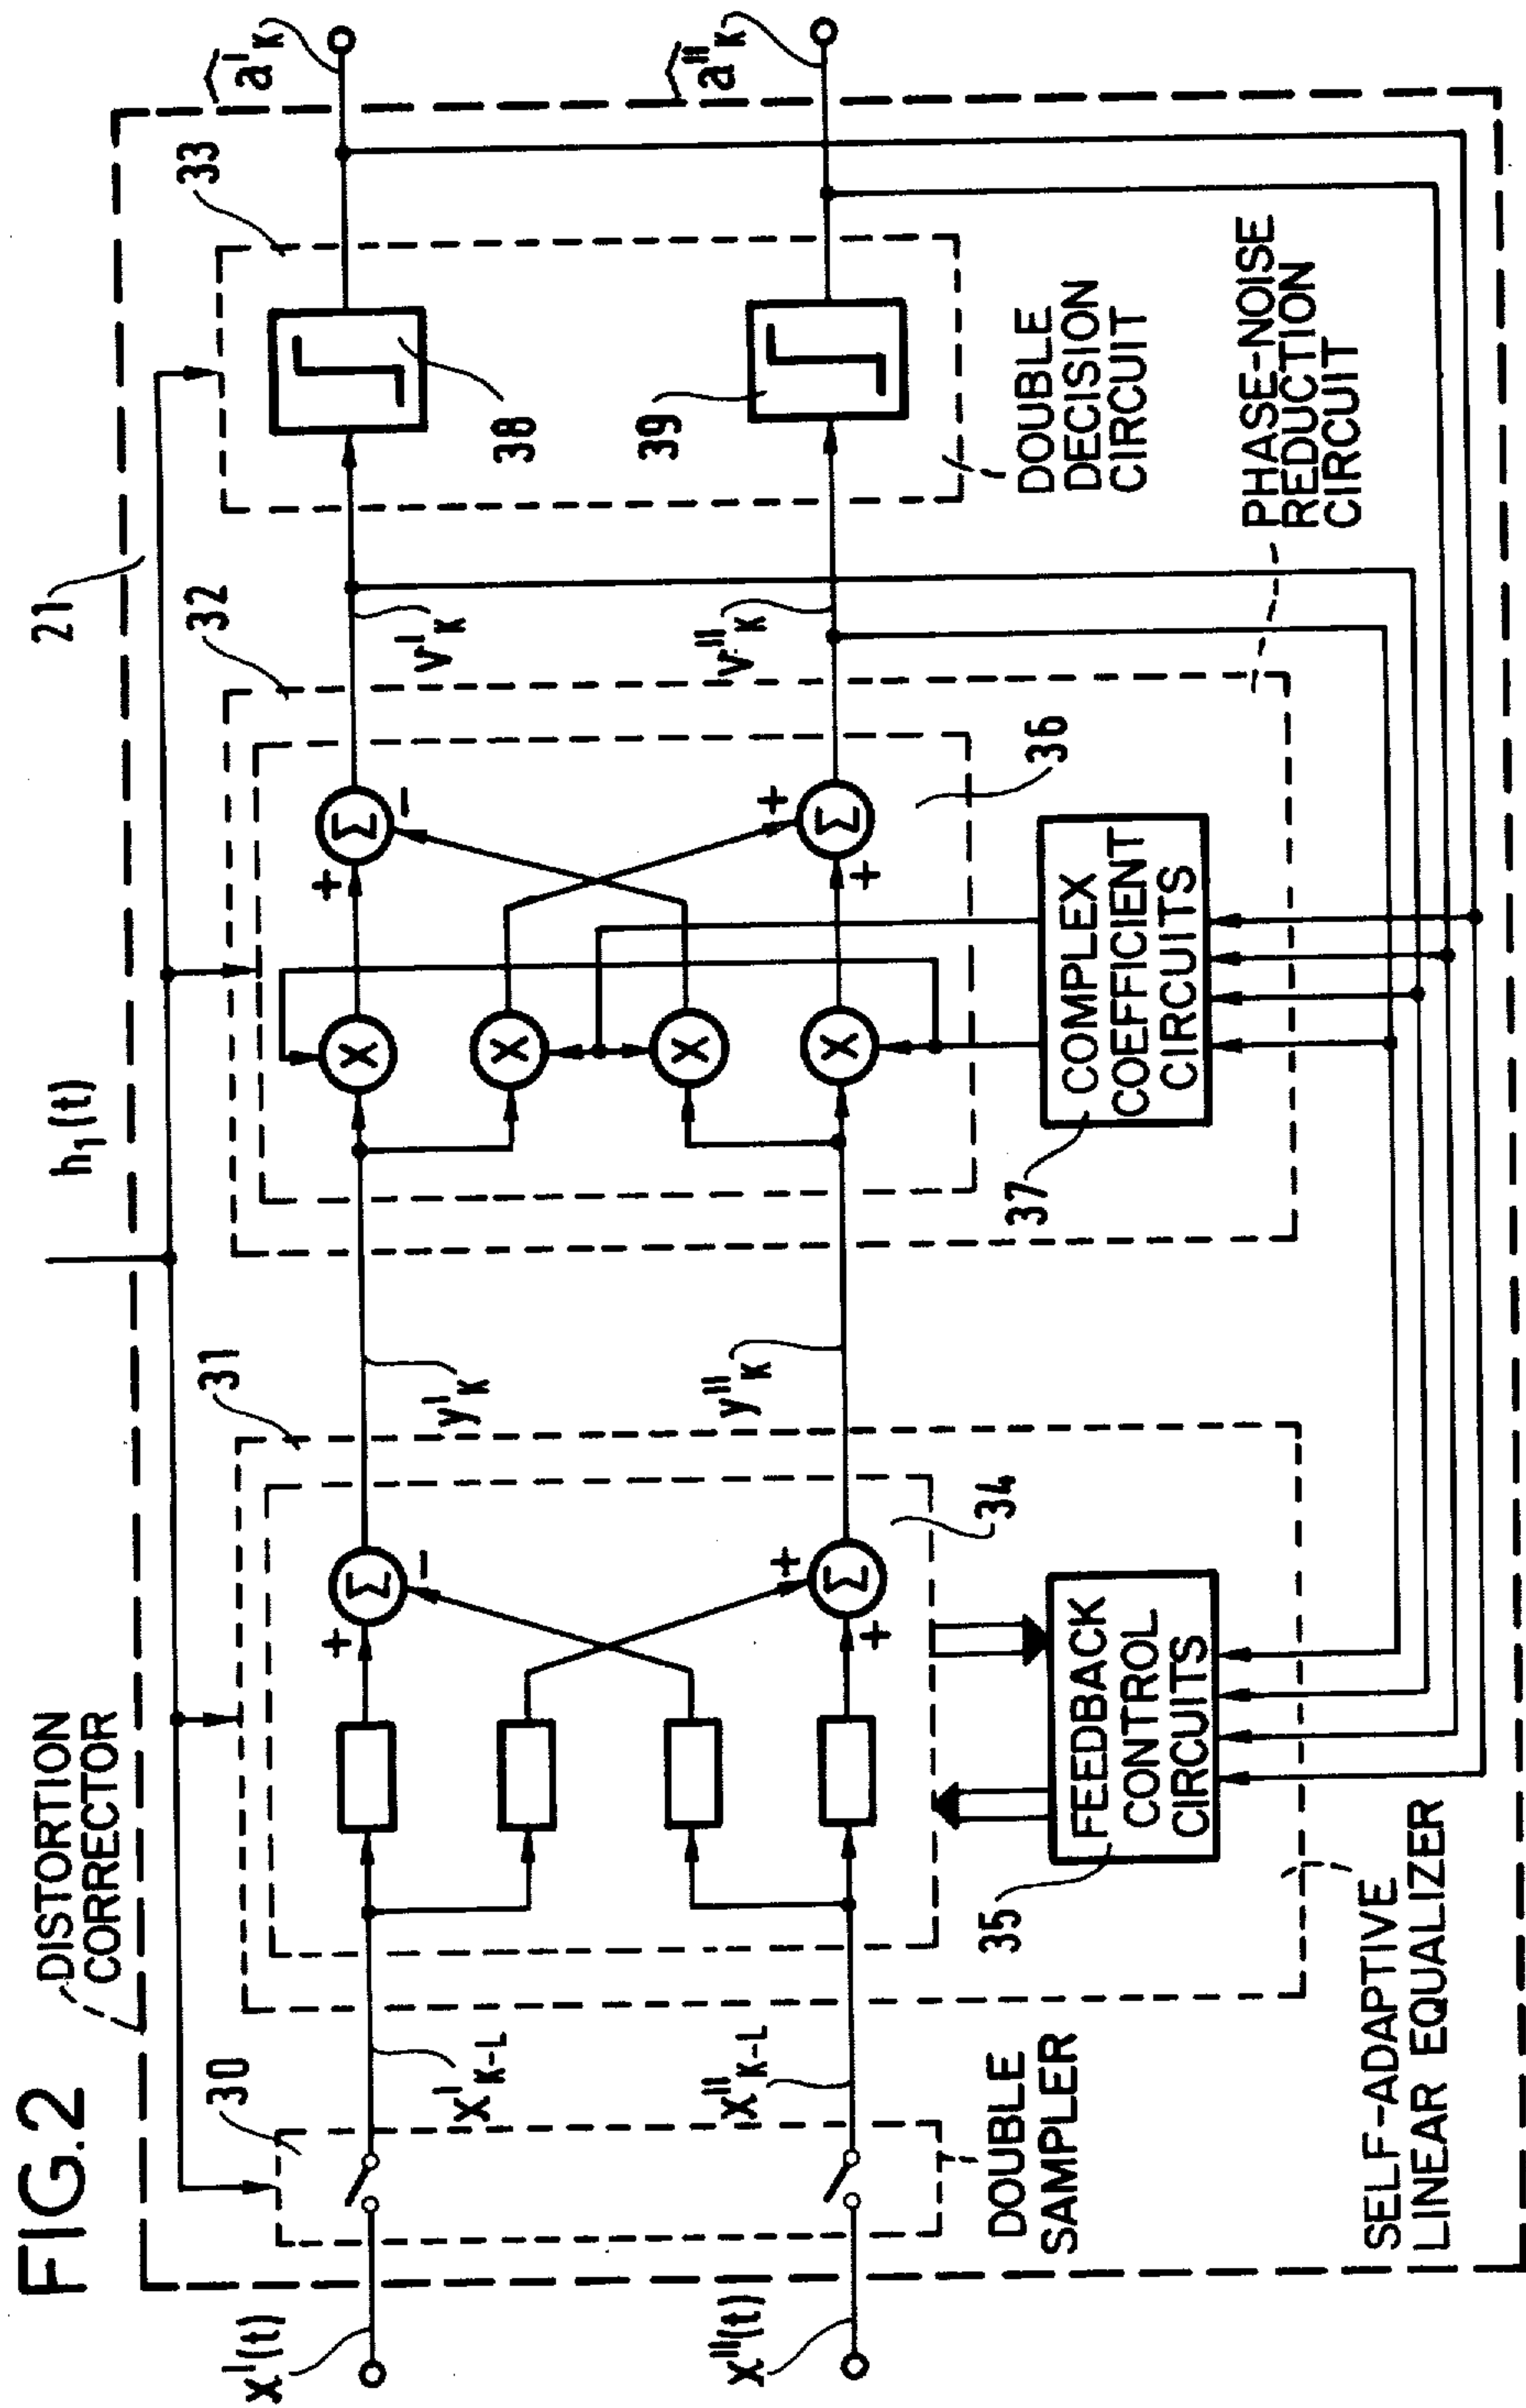 FIG.2
DISTORTION
CORRECTOR
21
h₁(t)
30
31
32
33
x'(t)
x"(t)
x'K-L
x"K-L
y'K
y"K
v'K
v"K
â'K
â"K
Σ
+
-
Σ
+
+
34
X
X
X
X
Σ
+
-
Σ
+
+
36
38
39
DOUBLE
SAMPLER
35
FEEDBACK
CONTROL
CIRCUITS
SELF-ADAPTIVE
LINEAR EQUALIZER
37
COMPLEX
COEFFICIENT
CIRCUITS
PHASE-NOISE
REDUCTION
CIRCUIT
DOUBLE
DECISION
CIRCUIT